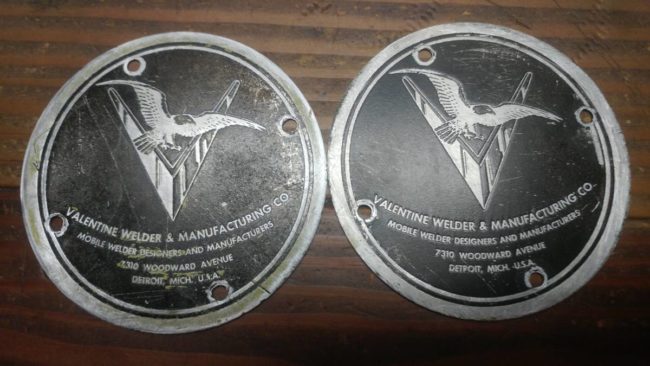 VALENTINE WELDER & MANUFACTURING CO.
MOBILE WELDER DESIGNERS AND MANUFACTURERS
7310 WOODWARD AVENUE
DETROIT, MICH. U.S.A.
VALENTINE WELDER & MANUFACTURING CO.
MOBILE WELDER DESIGNERS AND MANUFACTURERS
7310 WOODWARD AVENUE
DETROIT, MICH. U.S.A.